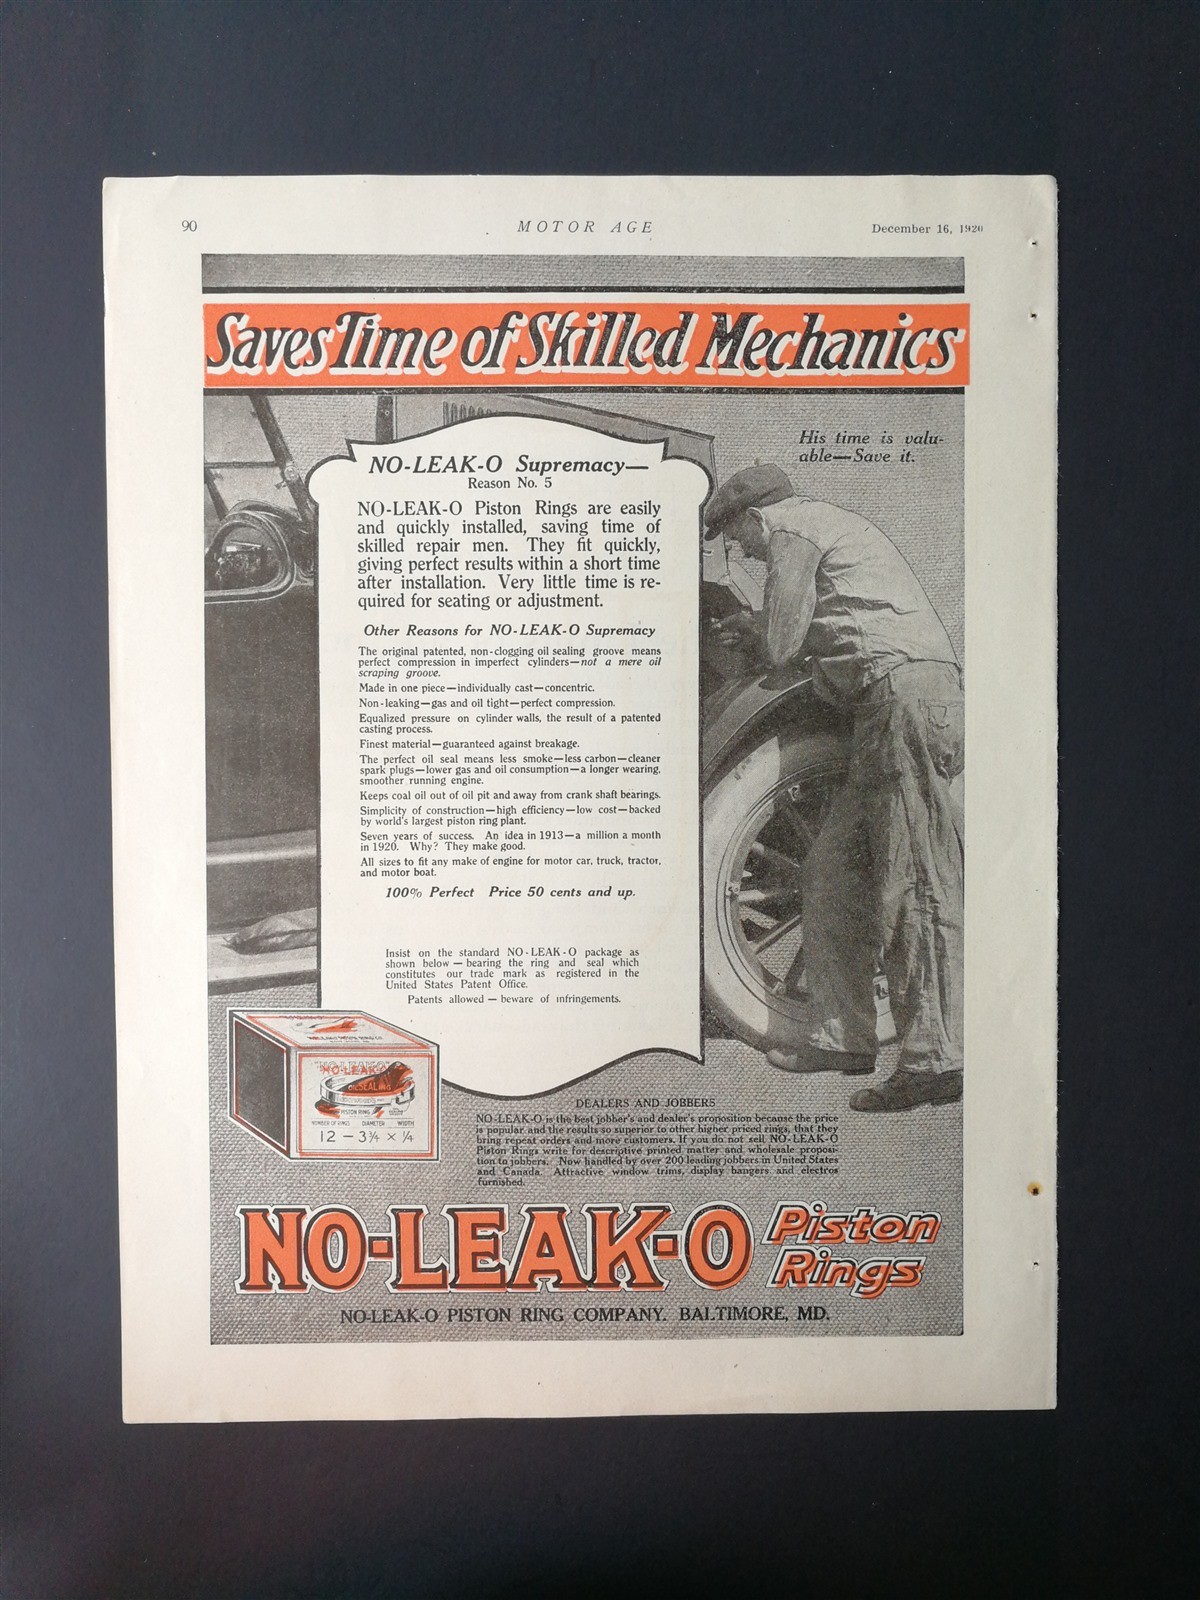 90
MOTOR AGE
December 16, 1920
Saves Time of Skilled Mechanics
His time is valu-
able—Save it.
NO-LEAK-O Supremacy—
Reason No. 5
NO-LEAK-O Piston Rings are easily
and quickly installed, saving time of
skilled repair men. They fit quickly,
giving perfect results within a short time
after installation. Very little time is re-
quired for seating or adjustment.
Other Reasons for NO-LEAK-O Supremacy
The original patented, non-clogging oil sealing groove means
perfect compression in imperfect cylinders—not a mere oil
scraping groove.
Made in one piece—individually cast—concentric.
Non-leaking—gas and oil tight—perfect compression.
Equalized pressure on cylinder walls, the result of a patented
casting process.
Finest material—guaranteed against breakage.
The perfect oil seal means less smoke—less carbon—cleaner
spark plugs—lower gas and oil consumption—a longer wearing,
smoother running engine.
Keeps coal oil out of oil pit and away from crank shaft bearings.
Simplicity of construction—high efficiency—low cost—backed
by world's largest piston ring plant.
Seven years of success. An idea in 1913—a million a month
in 1920. Why? They make good.
All sizes to fit any make of engine for motor car, truck, tractor,
and motor boat.
100% Perfect Price 50 cents and up.
Insist on the standard NO-LEAK-O package as
shown below—bearing the ring and seal which
constitutes our trade mark as registered in the
United States Patent Office.
Patents allowed—beware of infringements.
NO-LEAK-O PISTON RING CO
NO-LEAK-O
OILSEALING
PISTON RING
NUMBER OF RINGS DIAMETER WIDTH
12 — 3¾ × ¼
DEALERS AND JOBBERS
NO-LEAK-O is the best jobber's and dealer's proposition because the price
is popular and the results so superior to other higher priced rings, that they
bring repeat orders and more customers. If you do not sell NO-LEAK-O
Piston Rings write for descriptive printed matter and wholesale proposi-
tion to jobbers. Now handled by over 200 leading jobbers in United States
and Canada. Attractive window trims, display hangers and electros
furnished.
NO-LEAK-O Piston
Rings
NO-LEAK-O PISTON RING COMPANY. BALTIMORE, MD.